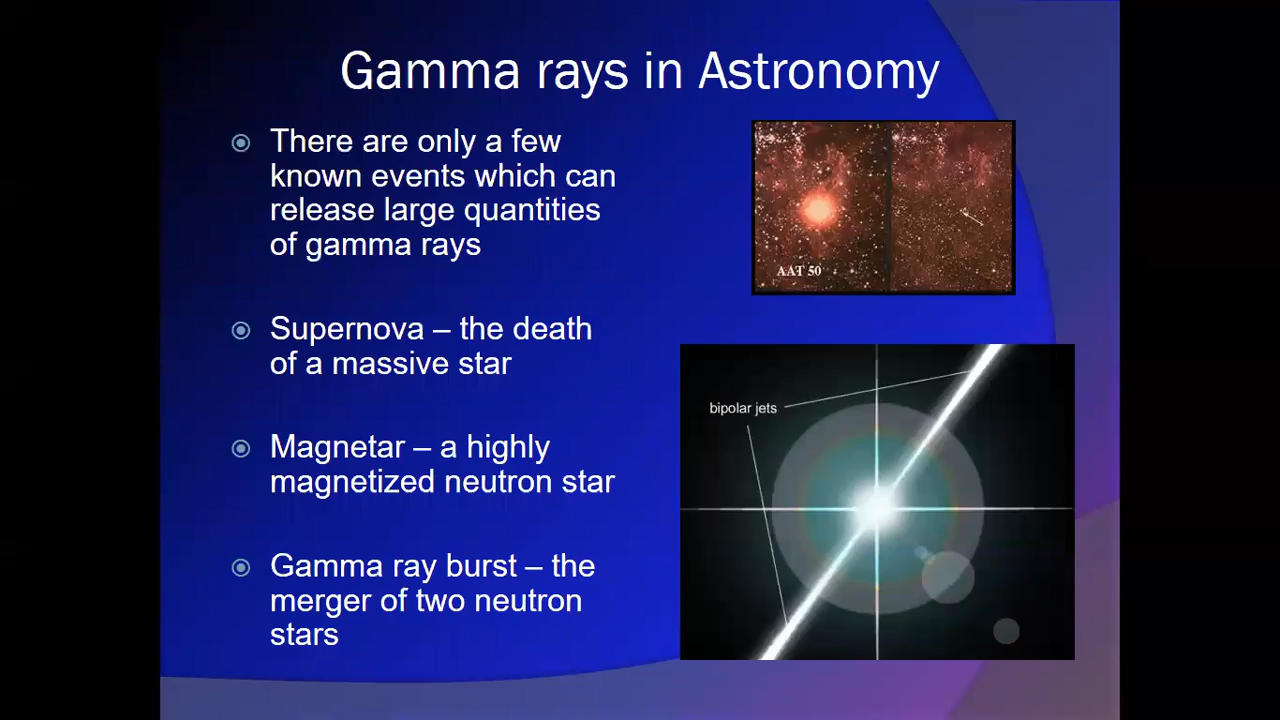 Gamma rays in Astronomy
There are only a few
known events which can
release large quantities
of gamma rays
Supernova – the death
of a massive star
Magnetar – a highly
magnetized neutron star
Gamma ray burst – the
merger of two neutron
stars
AAT 50
bipolar jets